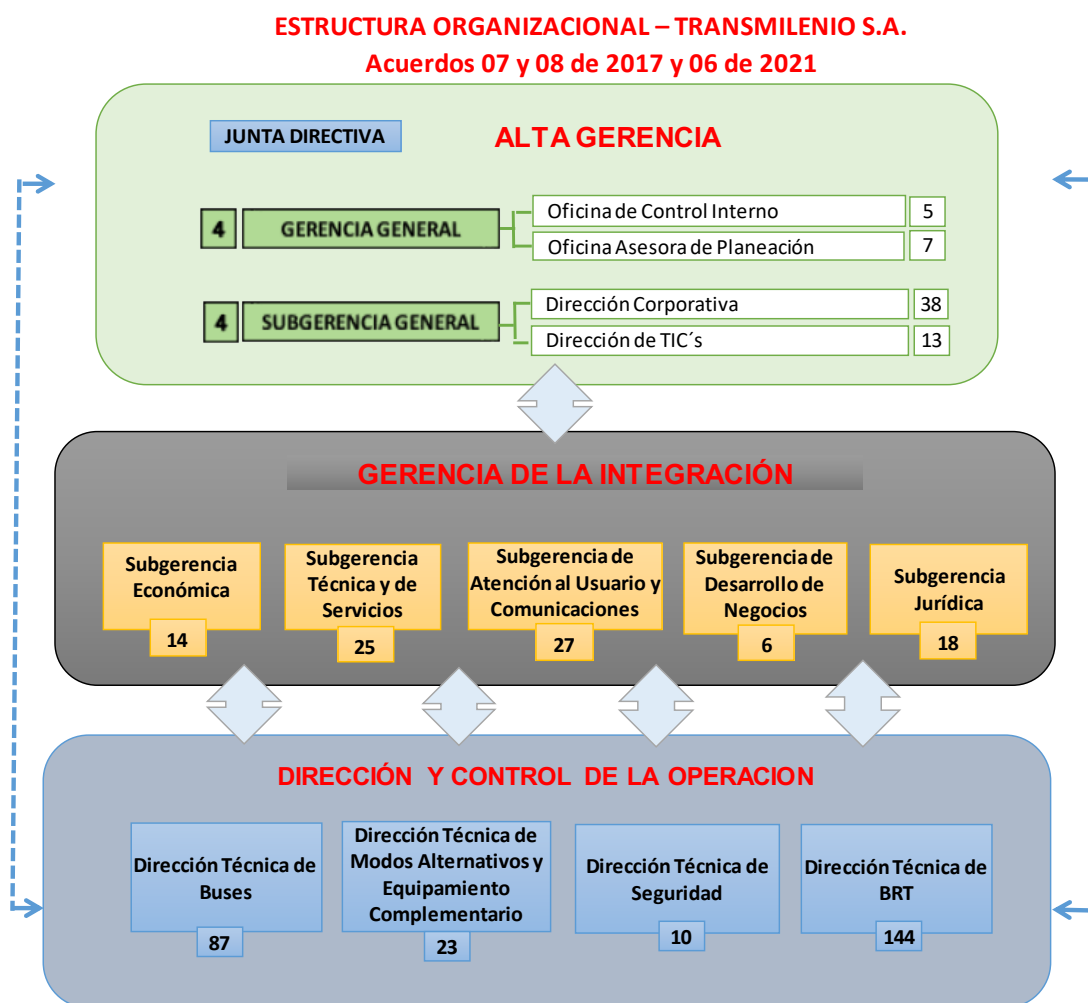 ESTRUCTURA ORGANIZACIONAL – TRANSMILENIO S.A.
Acuerdos 07 y 08 de 2017 y 06 de 2021
JUNTA DIRECTIVA
ALTA GERENCIA
4
GERENCIA GENERAL
Oficina de Control Interno
5
Oficina Asesora de Planeación
7
4
SUBGERENCIA GENERAL
Dirección Corporativa
38
Dirección de TIC´s
13
GERENCIA DE LA INTEGRACIÓN
Subgerencia
Económica
14
Subgerencia
Técnica y de
Servicios
25
Subgerencia de
Atención al Usuario y
Comunicaciones
27
Subgerencia de
Desarrollo de
Negocios
6
Subgerencia
Jurídica
18
DIRECCIÓN Y CONTROL DE LA OPERACION
Dirección Técnica de
Buses
87
Dirección Técnica de
Modos Alternativos y
Equipamiento
Complementario
23
Dirección Técnica de
Seguridad
10
Dirección Técnica de
BRT
144